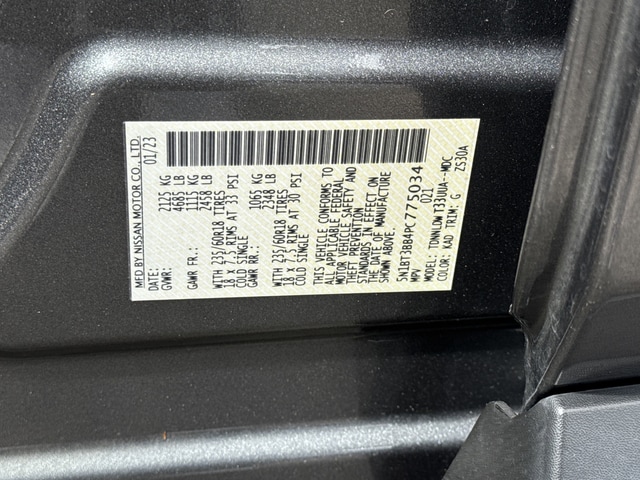 MFD BY NISSAN MOTOR CO., LTD.
DATE: 01/23
GVWR: 2125 KG
4685 LB
GAWR FR.: 1115 KG
2458 LB
WITH 235/60R18 TIRES
18 x 7.5 RIMS AT 33 PSI
COLD SINGLE
GAWR RR.: 1065 KG
2348 LB
WITH 235/60R18 TIRES
18 x 7.5 RIMS AT 30 PSI
COLD SINGLE
THIS VEHICLE CONFORMS TO
ALL APPLICABLE FEDERAL
MOTOR VEHICLE SAFETY AND
THEFT PREVENTION
STANDARDS IN EFFECT ON
THE DATE OF MANUFACTURE
SHOWN ABOVE.
5N1BT3BB4PC775034
MPV 021
MODEL: T33UUA--MDC
COLOR: KAD TRIM: G ZS30A